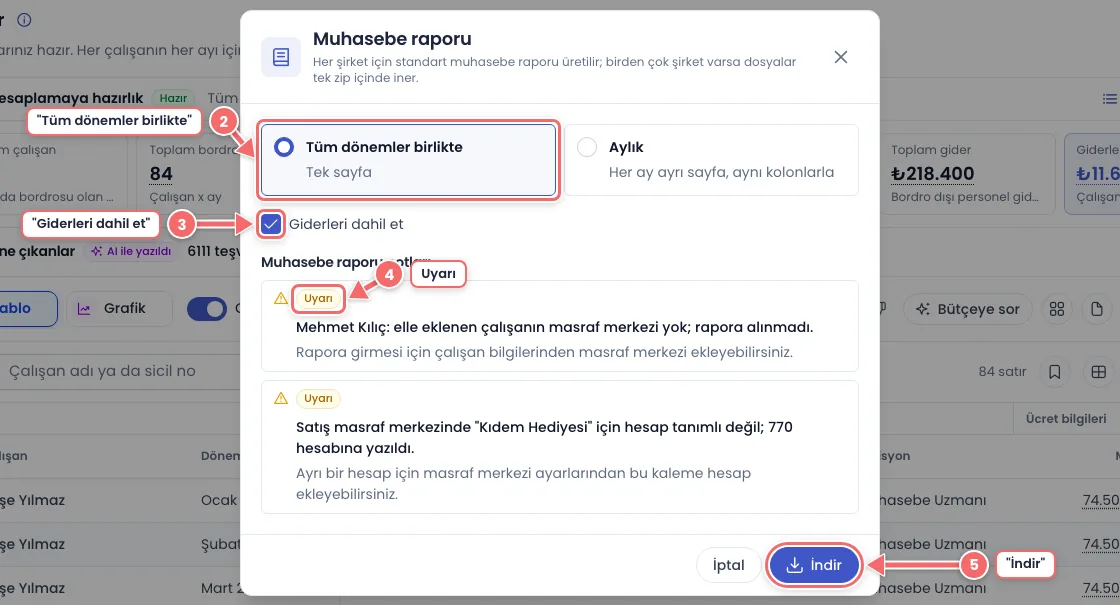 Muhasebe raporu
Her şirket için standart muhasebe raporu üretilir; birden çok şirket varsa dosyalar
tek zip içinde iner.
arınız hazır. Her çalışanın her ayı için
esaplamaya hazırlık Hazır Tüm
"Tüm dönemler birlikte" 2
Tüm dönemler birlikte
Tek sayfa
Aylık
Her ay ayrı sayfa, aynı kolonlarla
m çalışan
da bordrosu olan ...
Toplam bordro
84
Çalışan x ay
Toplam gider
₺218.400
Bordro dışı personel gid...
Giderle
₺11.6
Çalışan
"Giderleri dahil et" 3
Giderleri dahil et
ne çıkanlar AI ile yazıldı 6111 teşv
Muhasebe raporu
4 Uyarı
Uyarı
Mehmet Kılıç: elle eklenen çalışanın masraf merkezi yok; rapora alınmadı.
Rapora girmesi için çalışan bilgilerinden masraf merkezi ekleyebilirsiniz.
ablo Grafik
Bütçeye sor
Çalışan adı ya da sicil no
84 satır
Uyarı
Satış masraf merkezinde "Kıdem Hediyesi" için hesap tanımlı değil; 770
hesabına yazıldı.
Ayrı bir hesap için masraf merkezi ayarlarından bu kaleme hesap
ekleyebilirsiniz.
Ücret bilgileri
lışan Dönem syon
şe Yılmaz Ocak hasebe Uzmanı 74.50
şe Yılmaz Şubat hasebe Uzmanı 74.50
şe Yılmaz Mart 2 hasebe Uzmanı 74.50
İptal İndir
5 "İndir"